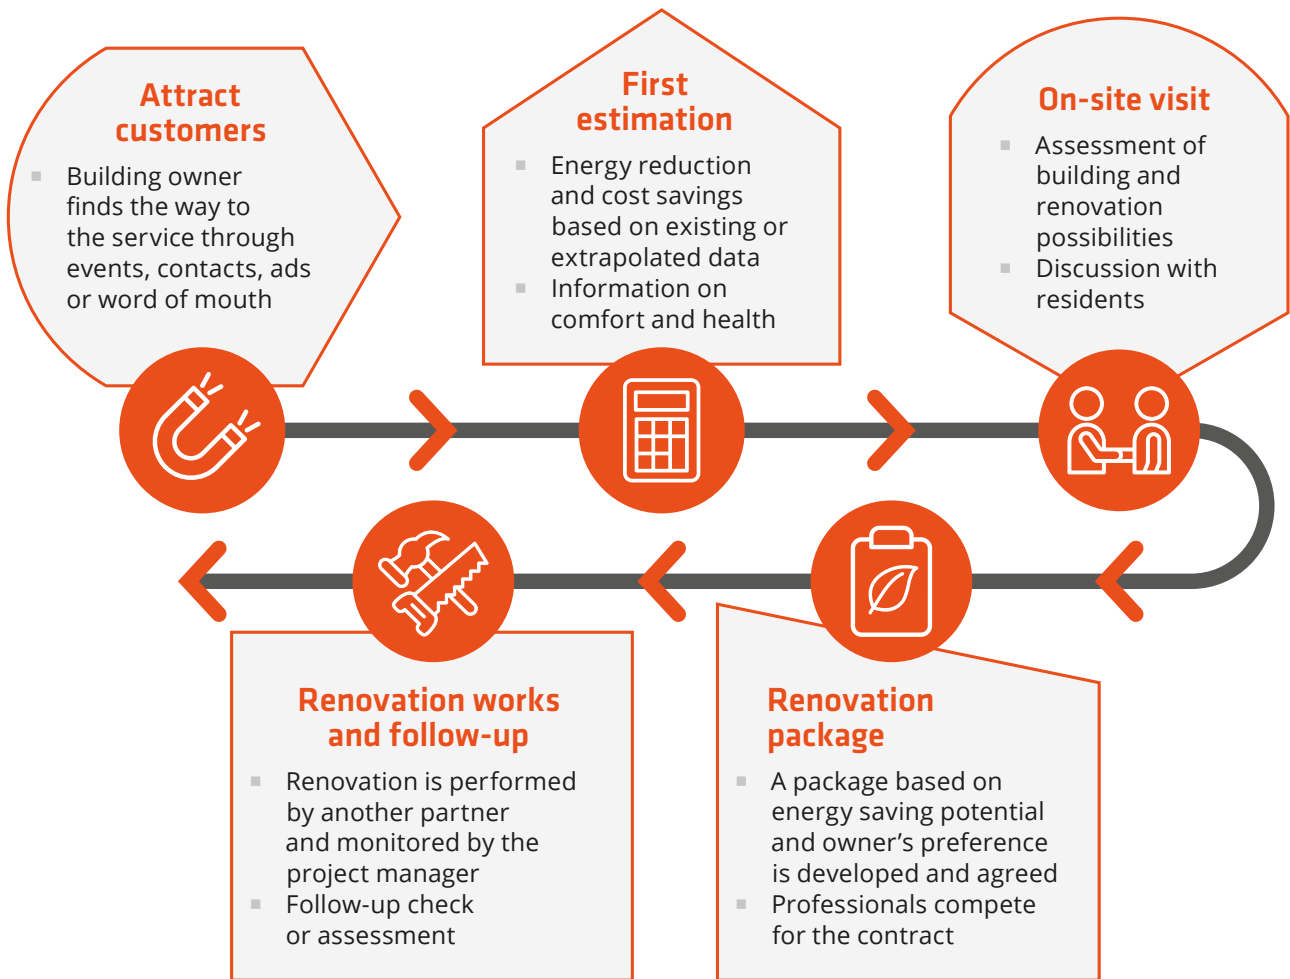 Attract
customers
▪ Building owner
finds the way to
the service through
events, contacts, ads
or word of mouth
First
estimation
▪ Energy reduction
and cost savings
based on existing or
extrapolated data
▪ Information on
comfort and health
On-site visit
▪ Assessment of
building and
renovation
possibilities
▪ Discussion with
residents
Renovation
package
▪ A package based on
energy saving potential
and owner’s preference
is developed and agreed
▪ Professionals compete
for the contract
Renovation works
and follow-up
▪ Renovation is performed
by another partner
and monitored by the
project manager
▪ Follow-up check
or assessment